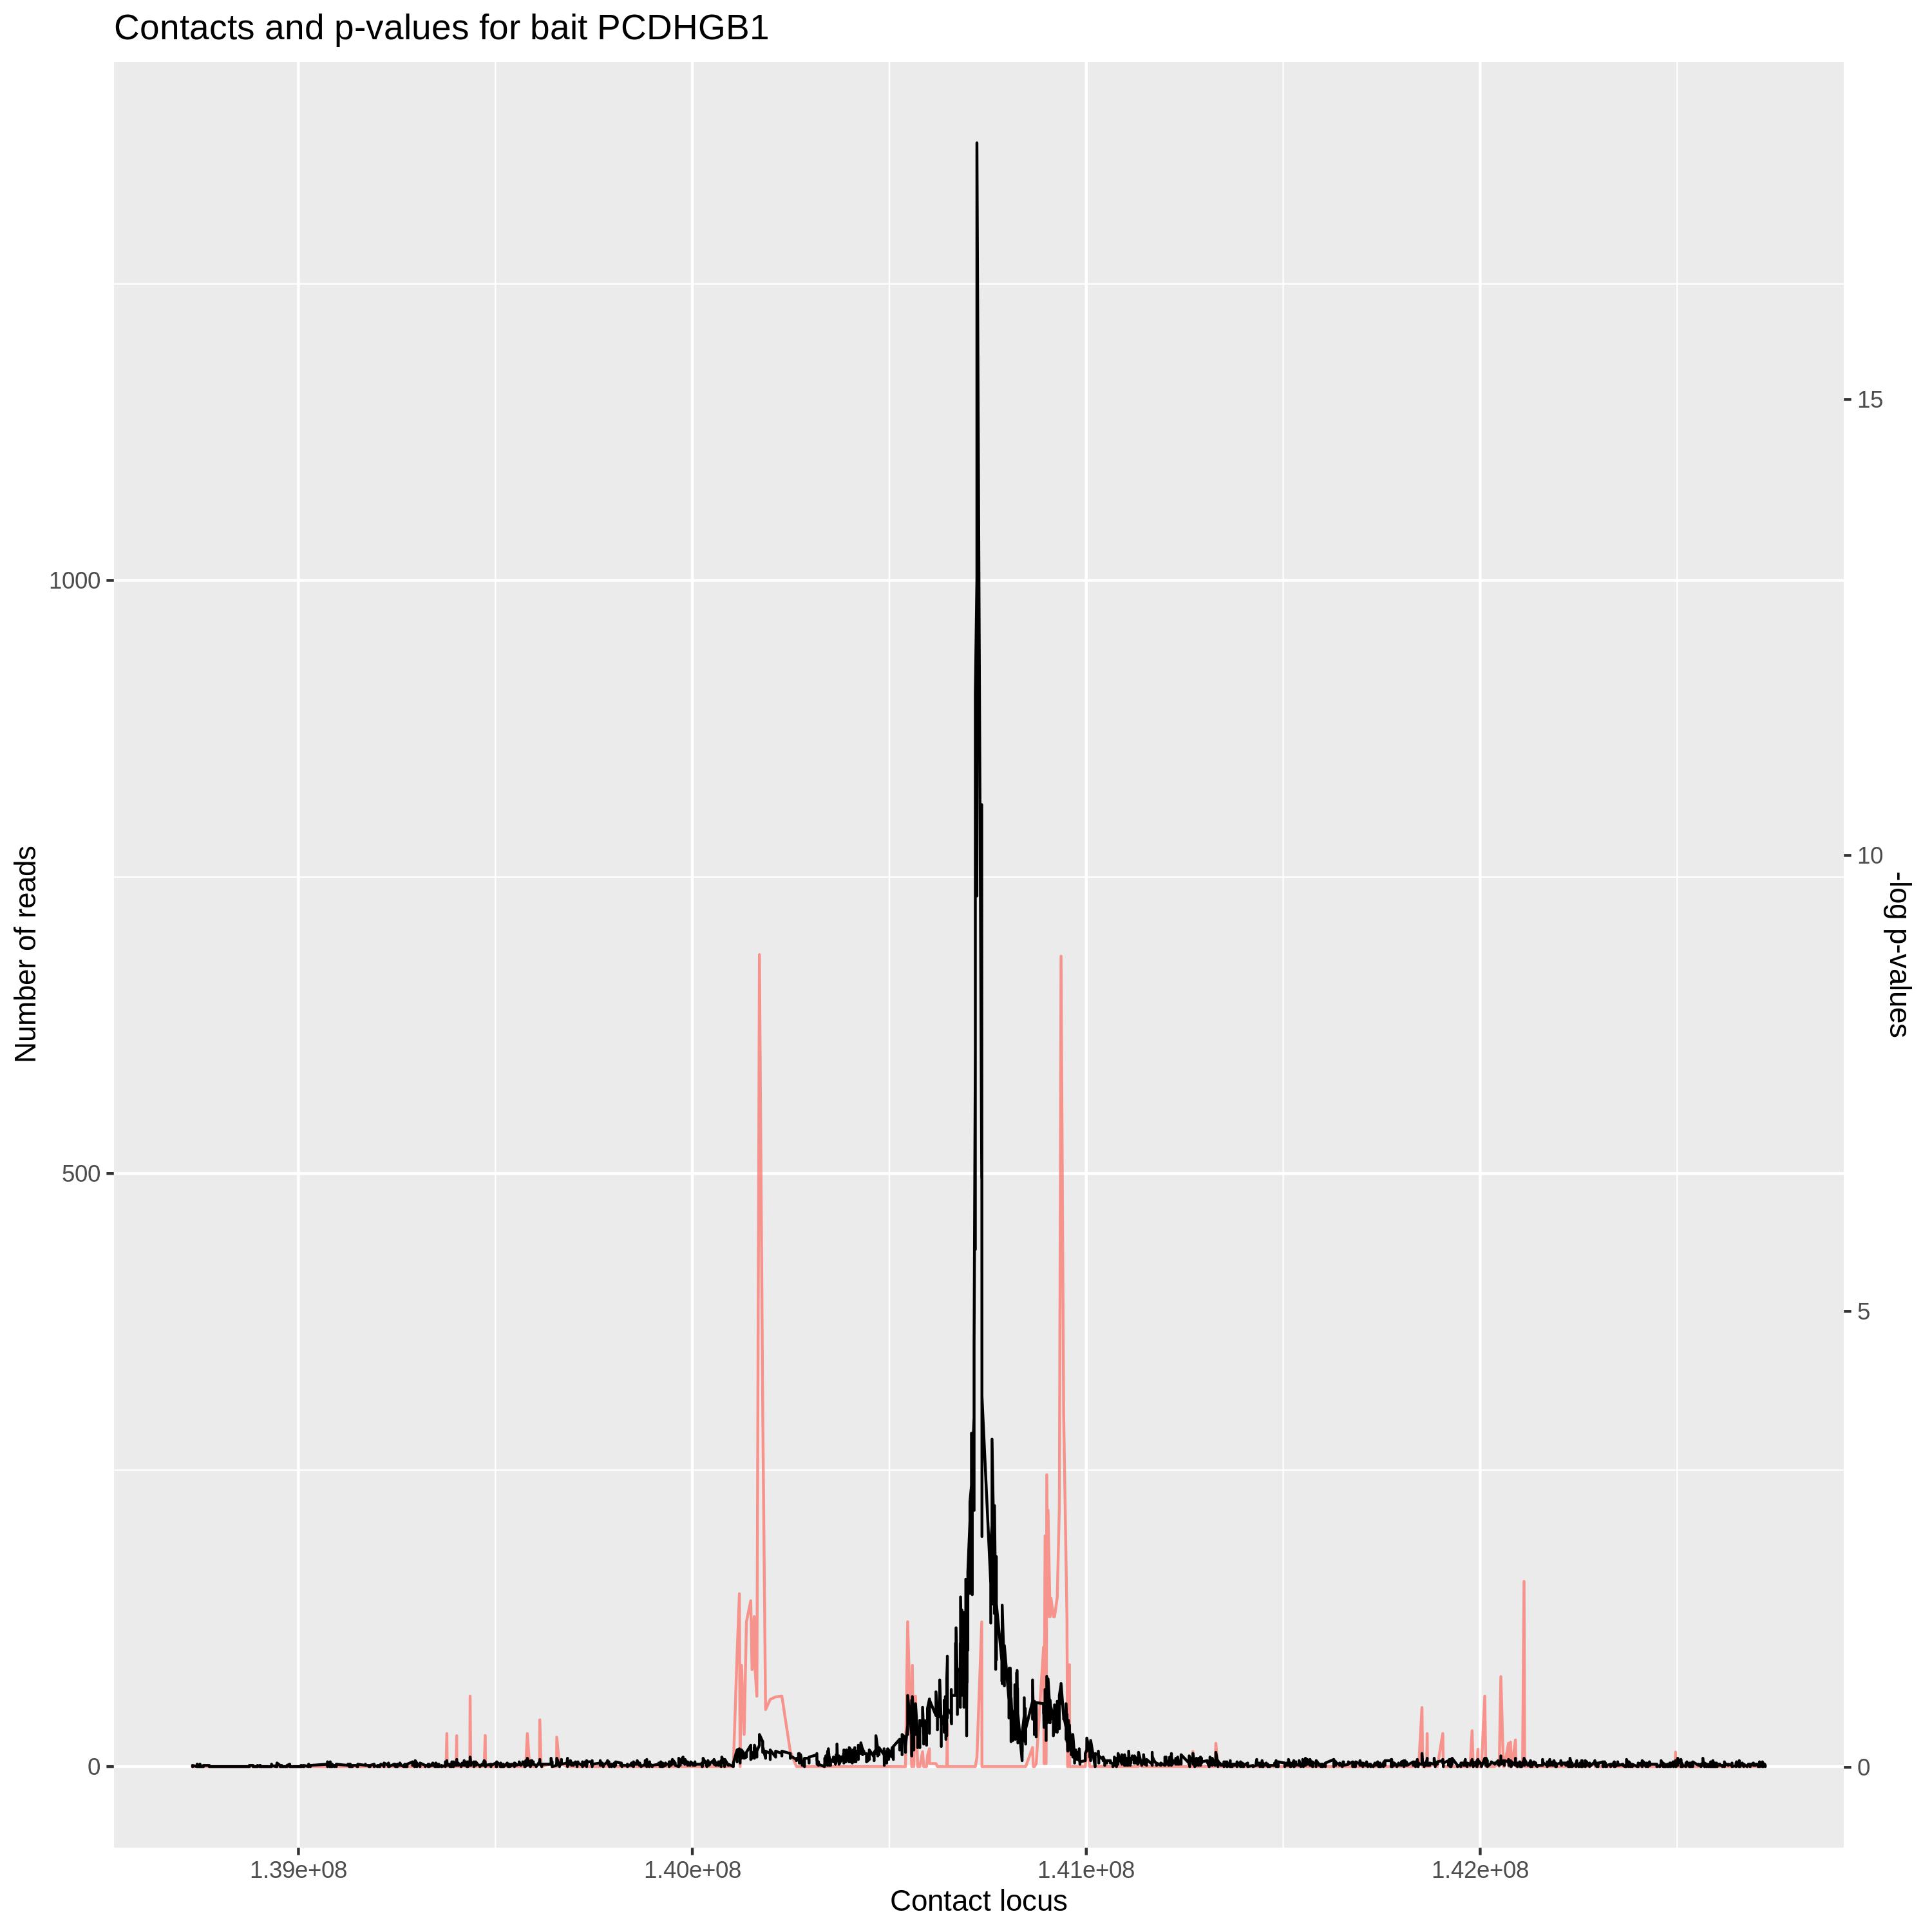 Contacts and p-values for bait PCDHGB1
Number of reads
1000
500
0
15
10
5
0
-log p-values
1.39e+08
1.40e+08
1.41e+08
1.42e+08
Contact locus